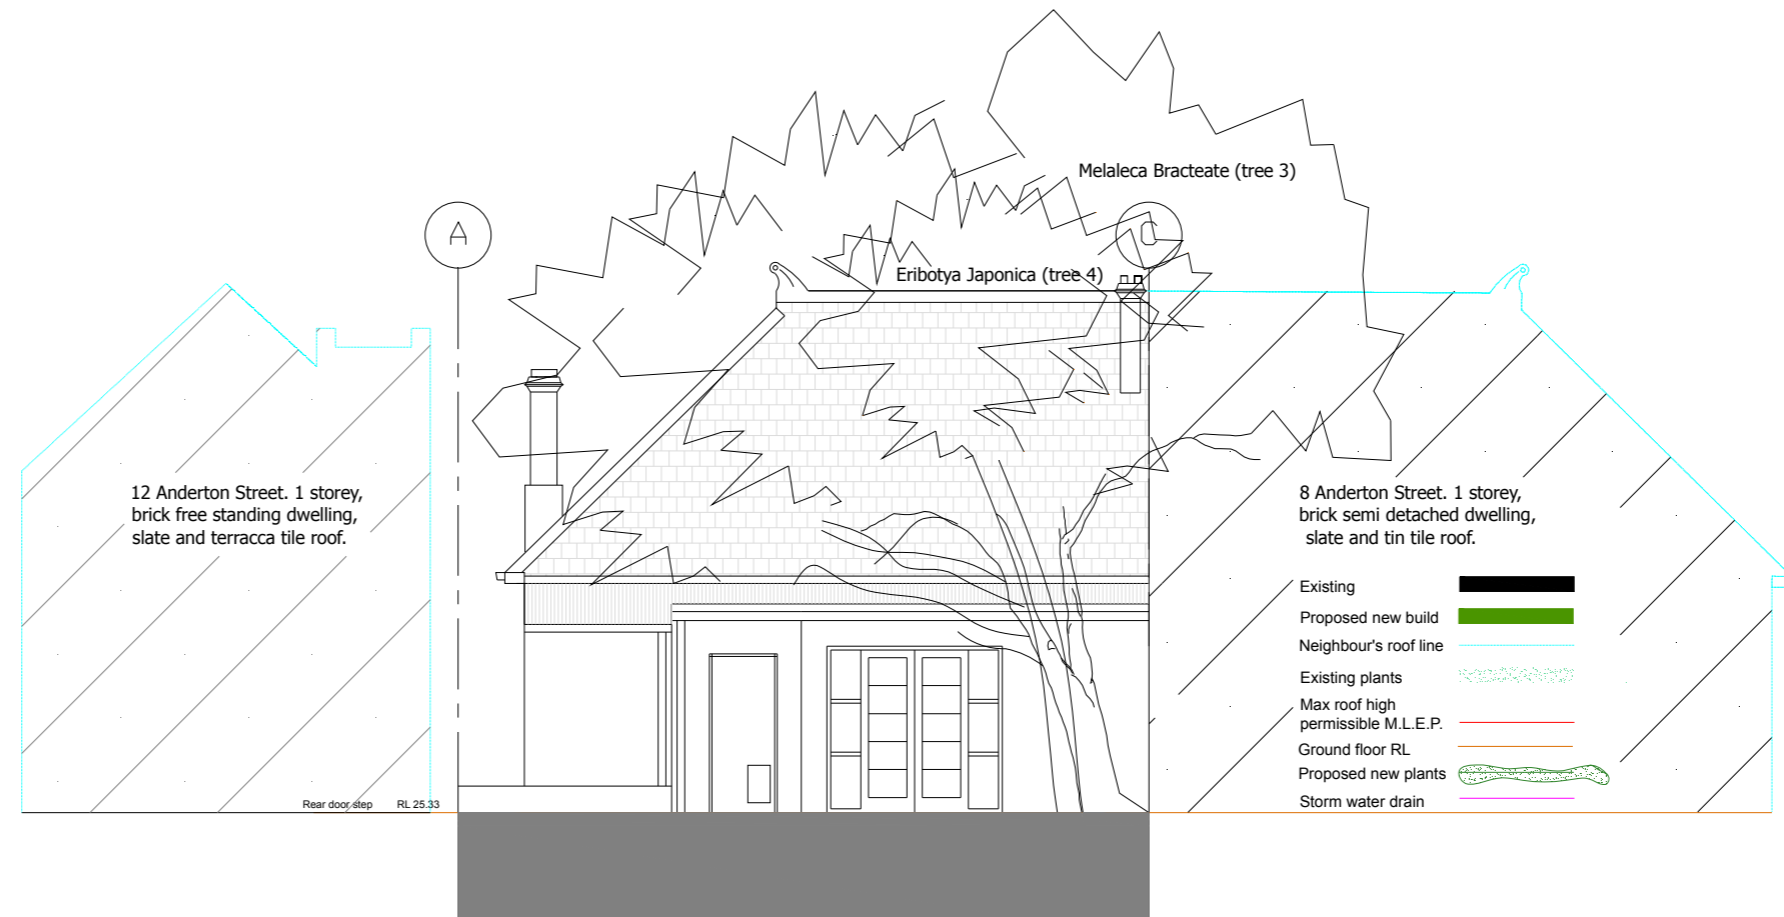 Melaleca Bracteate (tree 3)
A
C
Eribotya Japonica (tree 4)
12 Anderton Street. 1 storey,
brick free standing dwelling,
slate and terracca tile roof.
8 Anderton Street. 1 storey,
brick semi detached dwelling,
slate and tin tile roof.
Existing
Proposed new build
Neighbour's roof line
Existing plants
Max roof high
permissible M.L.E.P.
Ground floor RL
Proposed new plants
Storm water drain
Rear door step RL 25.33